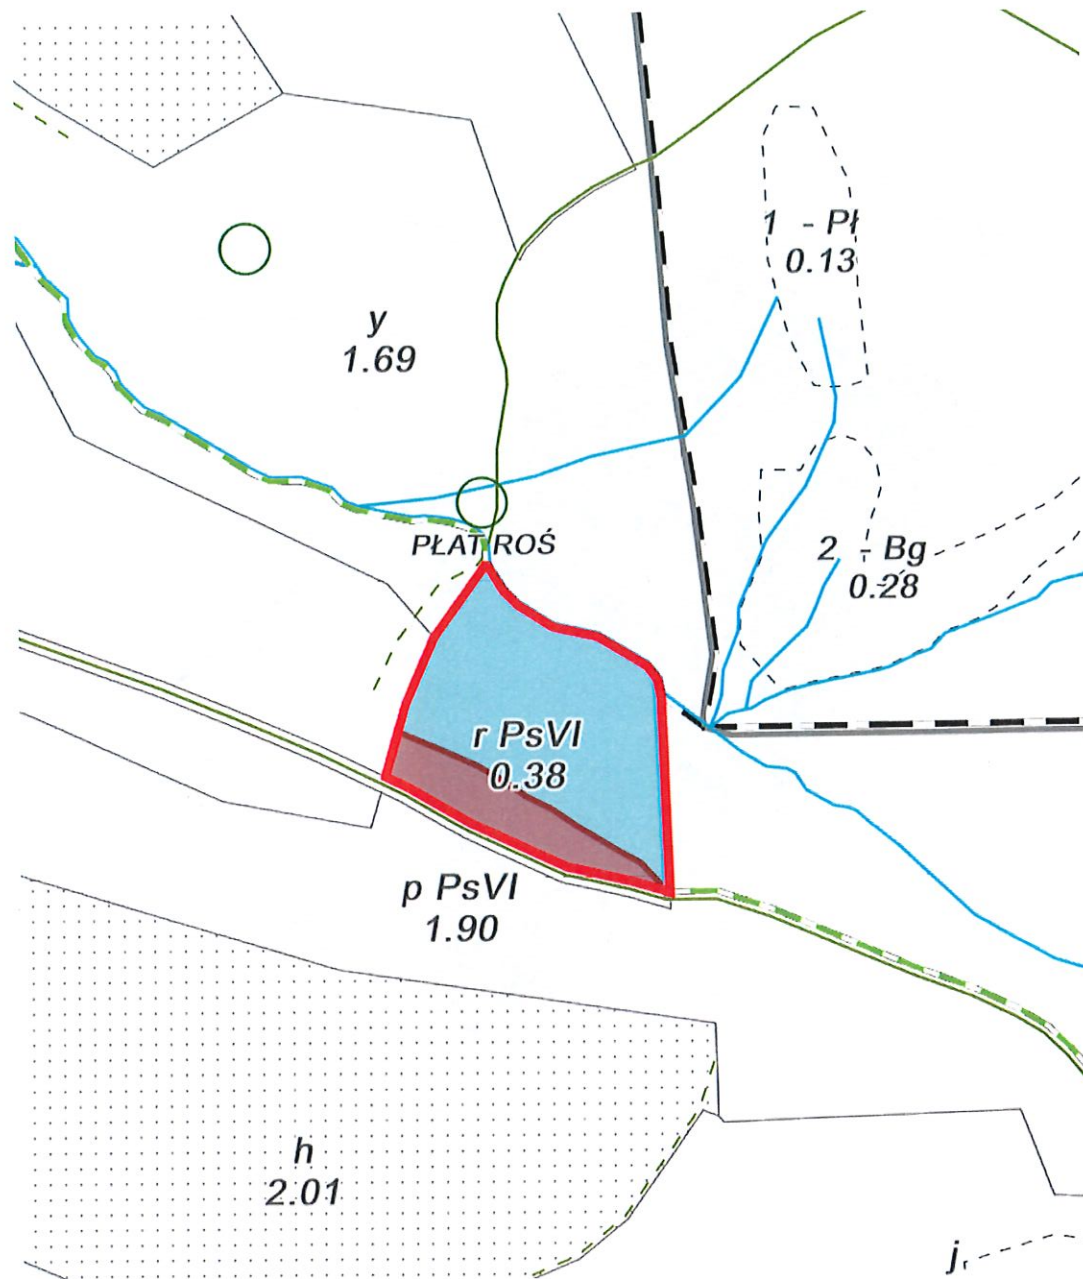 1 - Pł
0.13
y
1.69
PŁAT ROŚ
2 - Bg
0.28
r PsVI
0.38
p PsVI
1.90
h
2.01
j